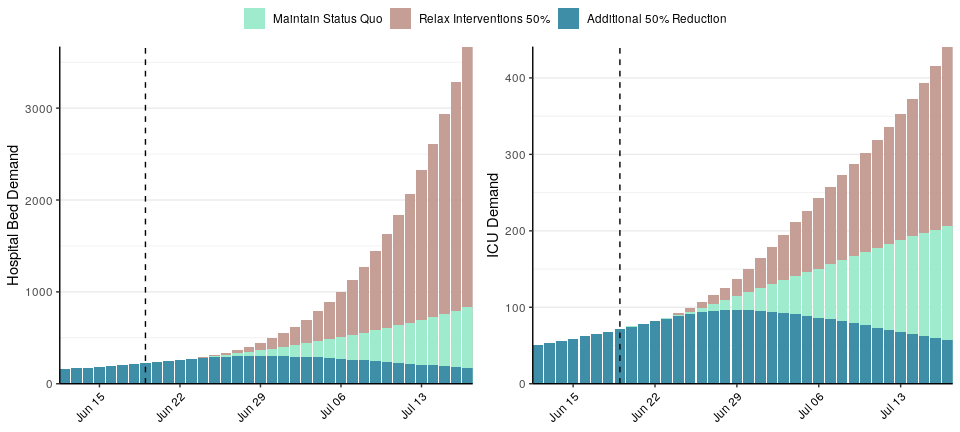 Maintain Status Quo Relax Interventions 50% Additional 50% Reduction
Hospital Bed Demand
3000
2000
1000
0
Jun 15 Jun 22 Jun 29 Jul 06 Jul 13
ICU Demand
400
300
200
100
0
Jun 15 Jun 22 Jun 29 Jul 06 Jul 13